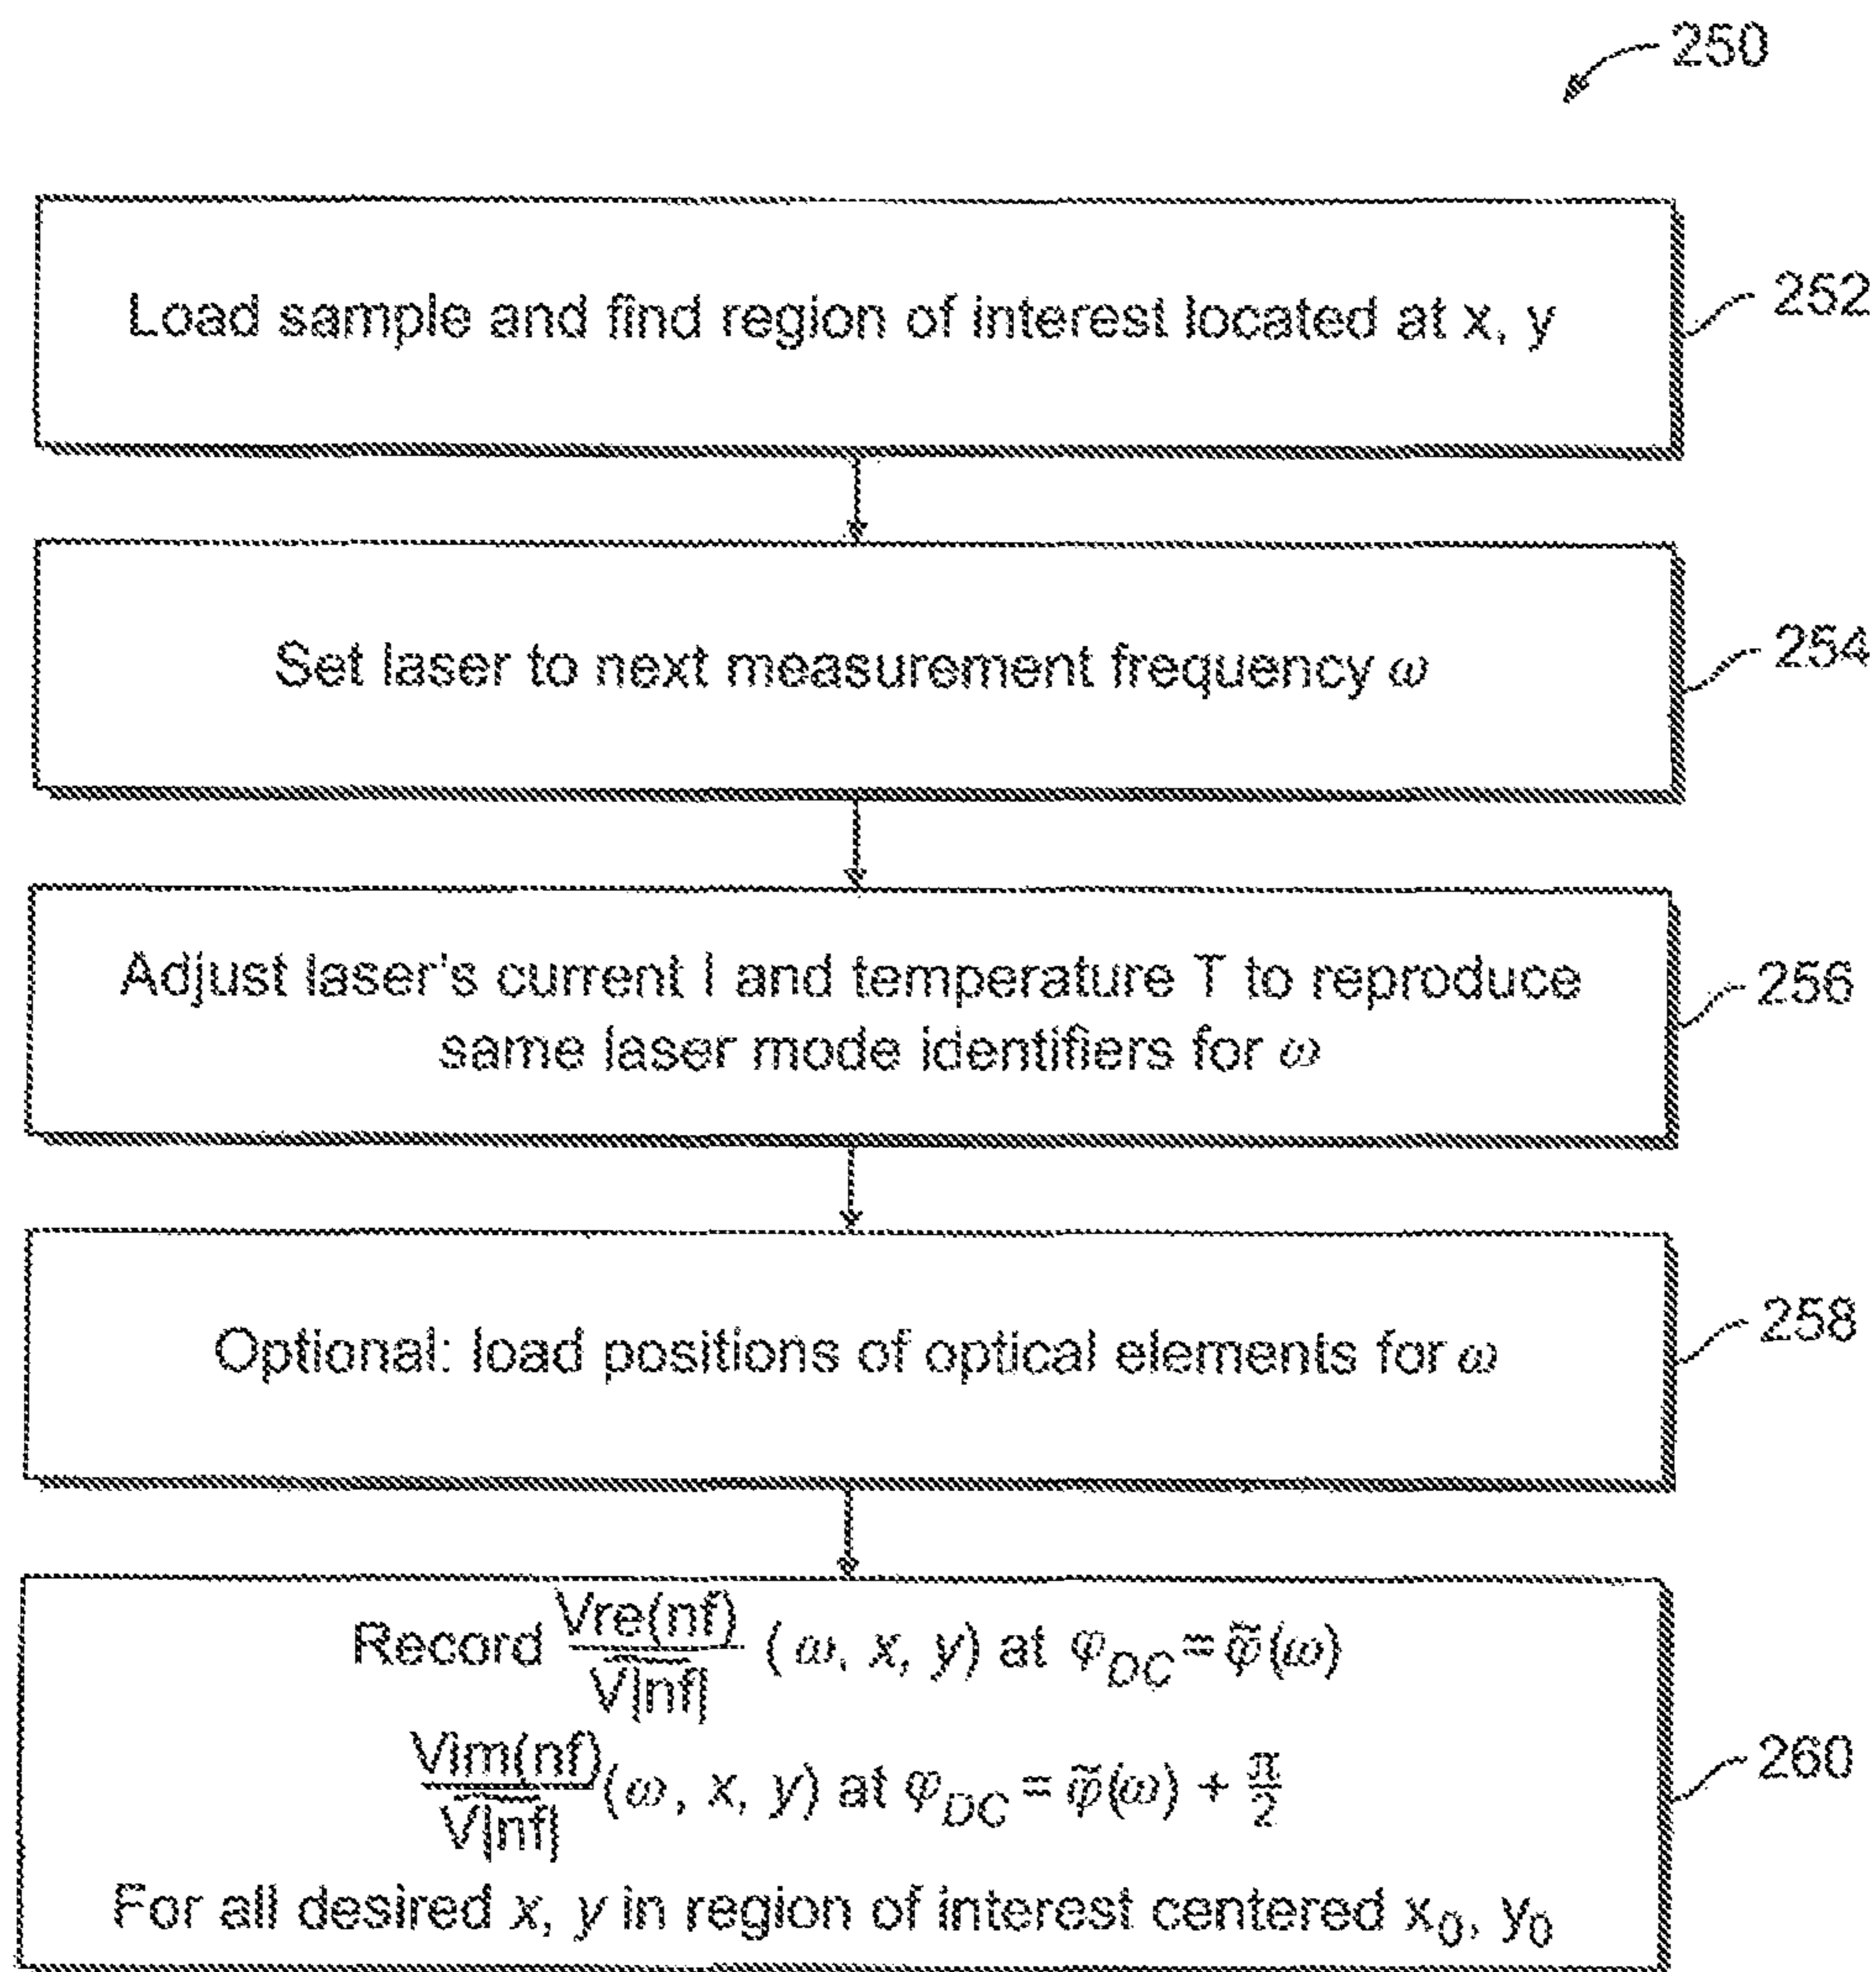 250
Load sample and find region of interest located at x, y
252
Set laser to next measurement frequency ω
254
Adjust laser's current I and temperature T to reproduce
same laser mode identifiers for ω
256
Optional: load positions of optical elements for ω
258
Record Vre(nf)/Ṽ|nf| (ω, x, y) at φDC = φ̃(ω)
Vim(nf)/Ṽ|nf| (ω, x, y) at φDC = φ̃(ω) + π/2
260
For all desired x, y in region of interest centered x₀, y₀